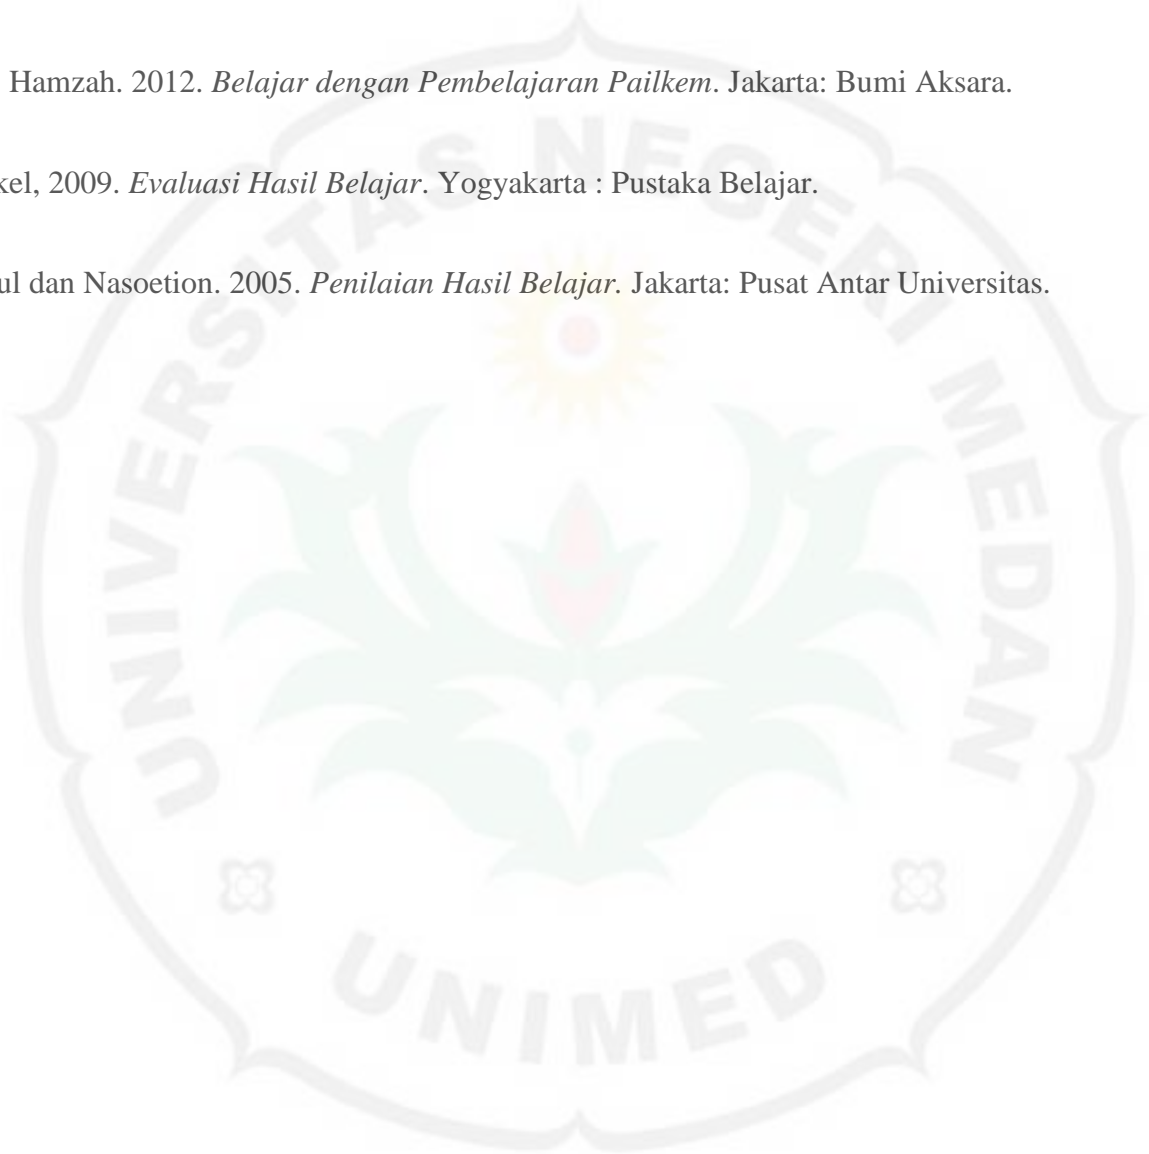 Hamzah. 2012. Belajar dengan Pembelajaran Pailkem. Jakarta: Bumi Aksara.
kel, 2009. Evaluasi Hasil Belajar. Yogyakarta : Pustaka Belajar.
ul dan Nasoetion. 2005. Penilaian Hasil Belajar. Jakarta: Pusat Antar Universitas.
UNIVERSITAS NEGERI MEDAN
UNIMED